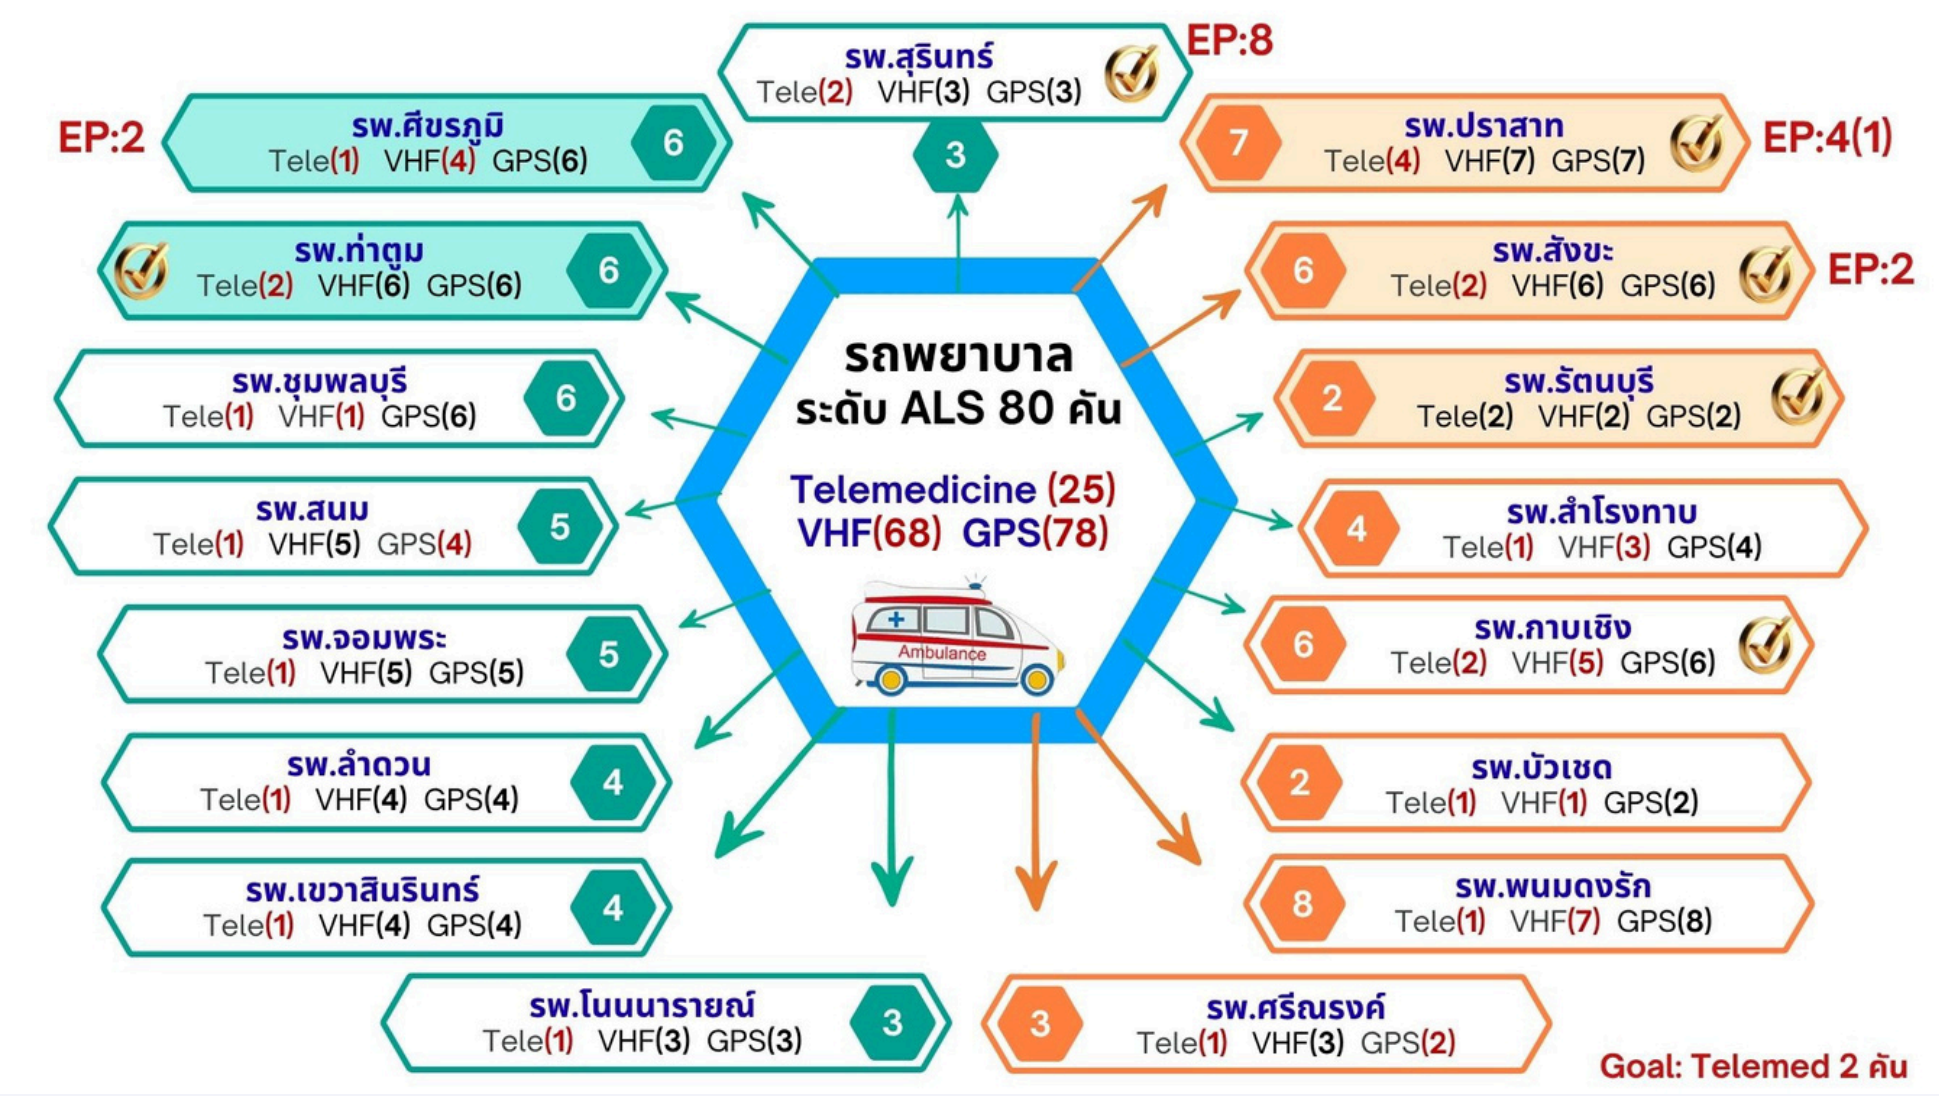 รพ.สุรินทร์
Tele(2) VHF(3) GPS(3)
EP:8
3
EP:2
รพ.ศีขรภูมิ
Tele(1) VHF(4) GPS(6)
6
7
รพ.ปราสาท
Tele(4) VHF(7) GPS(7)
EP:4(1)
รพ.ท่าตูม
Tele(2) VHF(6) GPS(6)
6
6
รพ.สังขะ
Tele(2) VHF(6) GPS(6)
EP:2
รพ.ชุมพลบุรี
Tele(1) VHF(1) GPS(6)
6
รถพยาบาล
ระดับ ALS 80 คัน
Telemedicine (25)
VHF(68) GPS(78)
Ambulance
2
รพ.รัตนบุรี
Tele(2) VHF(2) GPS(2)
รพ.สนม
Tele(1) VHF(5) GPS(4)
5
4
รพ.สำโรงทาบ
Tele(1) VHF(3) GPS(4)
รพ.จอมพระ
Tele(1) VHF(5) GPS(5)
5
6
รพ.กาบเชิง
Tele(2) VHF(5) GPS(6)
รพ.ลำดวน
Tele(1) VHF(4) GPS(4)
4
2
รพ.บัวเชด
Tele(1) VHF(1) GPS(2)
รพ.เขวาสินรินทร์
Tele(1) VHF(4) GPS(4)
4
8
รพ.พนมดงรัก
Tele(1) VHF(7) GPS(8)
รพ.โนนนารายณ์
Tele(1) VHF(3) GPS(3)
3
3
รพ.ศรีณรงค์
Tele(1) VHF(3) GPS(2)
Goal: Telemed 2 คัน